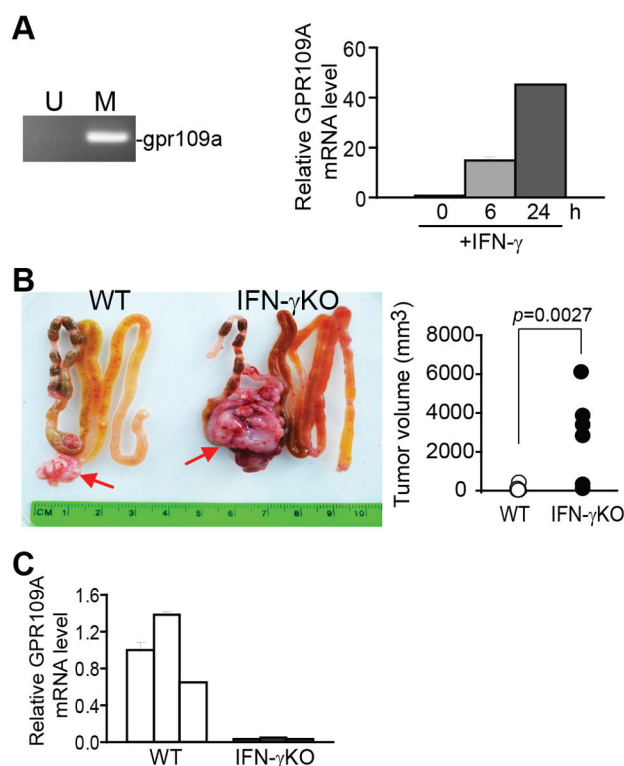 A
U M
-gpr109a
Relative GPR109A
mRNA level
60
40
20
0
0 6 24 h
+IFN-γ
B
WT IFN-γKO
CM 1 2 3 4 5 6 7 8 9 10
Tumor volume (mm3)
p=0.0027
8000
6000
4000
2000
0
WT IFN-γKO
C
Relative GPR109A
mRNA level
1.6
1.2
0.8
0.4
0.0
WT IFN-γKO